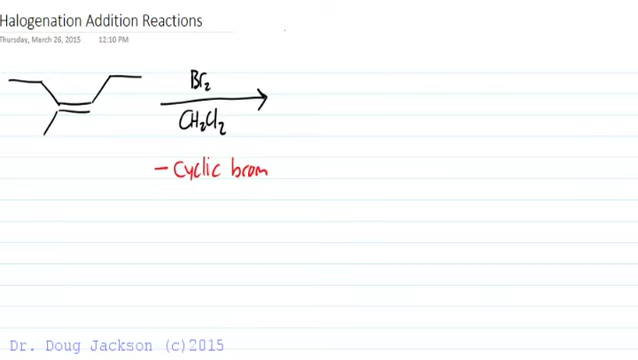 Halogenation Addition Reactions
Thursday, March 26, 2015 12:10 PM
Br2
CH2Cl2
- Cyclic brom
Dr. Doug Jackson (c)2015